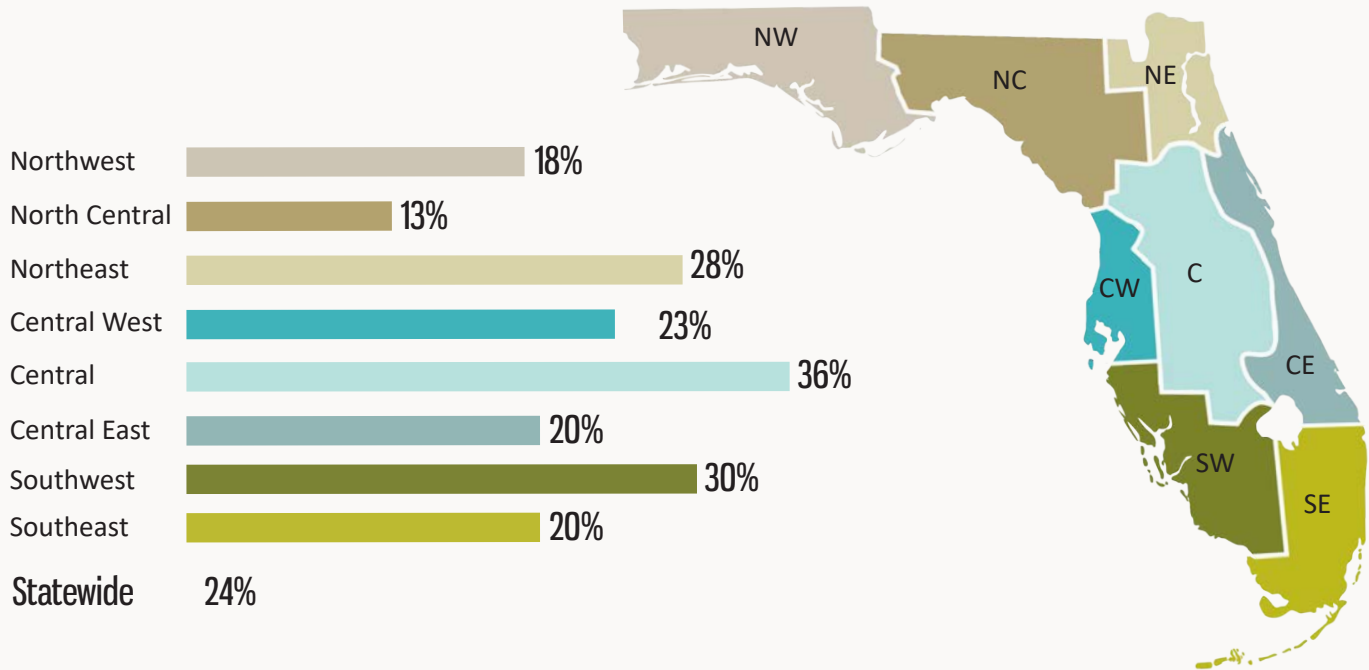 Northwest 18%
North Central 13%
Northeast 28%
Central West 23%
Central 36%
Central East 20%
Southwest 30%
Southeast 20%
Statewide 24%
NW
NC
NE
CW
C
CE
SW
SE